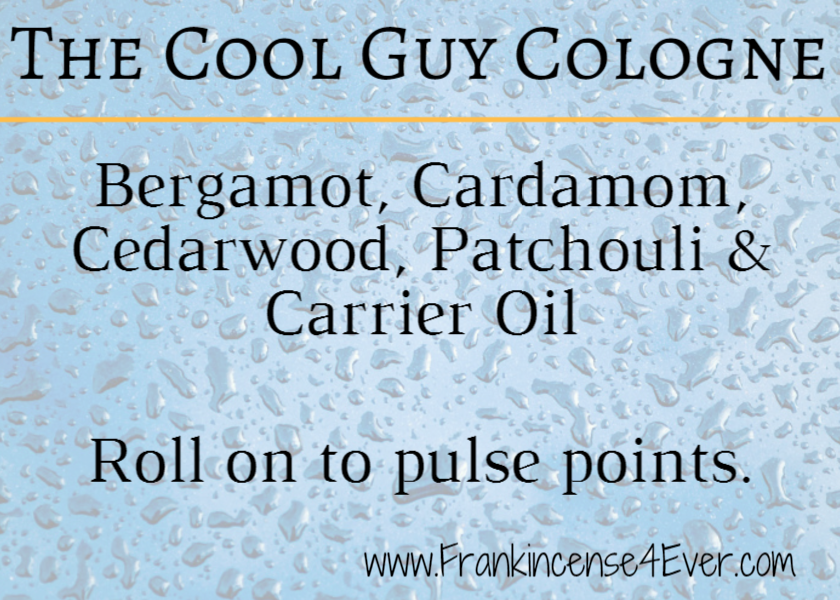 The Cool Guy Cologne
Bergamot, Cardamom,
Cedarwood, Patchouli &
Carrier Oil
Roll on to pulse points.
www.Frankincense4Ever.com